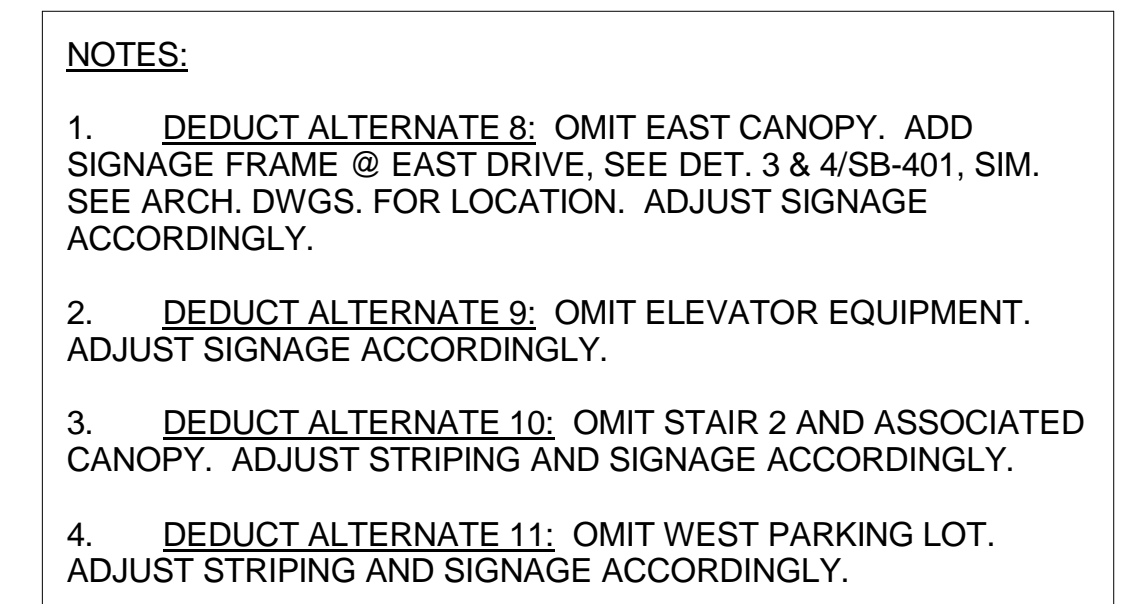 NOTES:
1. DEDUCT ALTERNATE 8: OMIT EAST CANOPY. ADD
SIGNAGE FRAME @ EAST DRIVE, SEE DET. 3 & 4/SB-401, SIM.
SEE ARCH. DWGS. FOR LOCATION. ADJUST SIGNAGE
ACCORDINGLY.
2. DEDUCT ALTERNATE 9: OMIT ELEVATOR EQUIPMENT.
ADJUST SIGNAGE ACCORDINGLY.
3. DEDUCT ALTERNATE 10: OMIT STAIR 2 AND ASSOCIATED
CANOPY. ADJUST STRIPING AND SIGNAGE ACCORDINGLY.
4. DEDUCT ALTERNATE 11: OMIT WEST PARKING LOT.
ADJUST STRIPING AND SIGNAGE ACCORDINGLY.